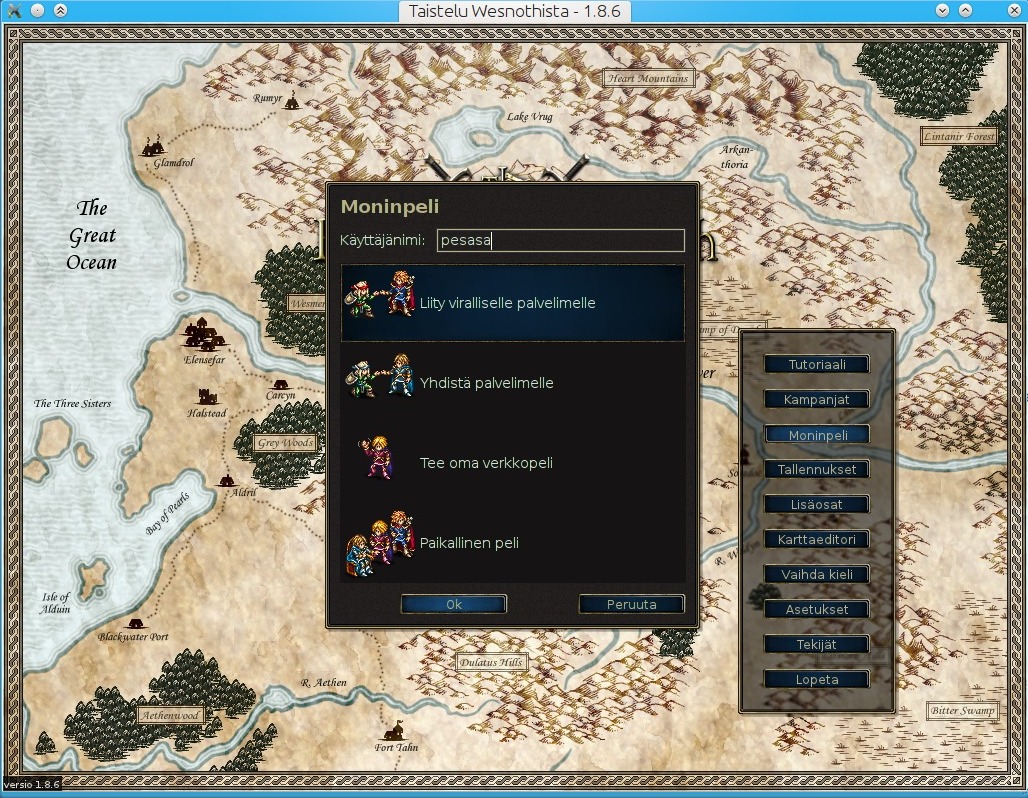 Taistelu Wesnothista - 1.8.6
Heart Mountains
Rumyr
Lake Vrug
Lintanir Forest
Glamdrol
Arkan-
thoria
The
Great
Ocean
Moninpeli
Käyttäjänimi: pesasa
Liity viralliselle palvelimelle
Yhdistä palvelimelle
Tee oma verkkopeli
Paikallinen peli
Ok
Peruuta
Elensefar
Carcyn
The Three Sisters
Halstead
Grey Woods
Aldril
Bay of Pearls
Isle of
Alduin
Blackwater Port
Tutoriaali
Kampanjat
Moninpeli
Tallennukset
Lisäosat
Karttaeditori
Vaihda kieli
Asetukset
Tekijät
Lopeta
Dulatus Hills
R. Aethen
Aethenwood
Bitter Swamp
Fort Tahn
versio 1.8.6